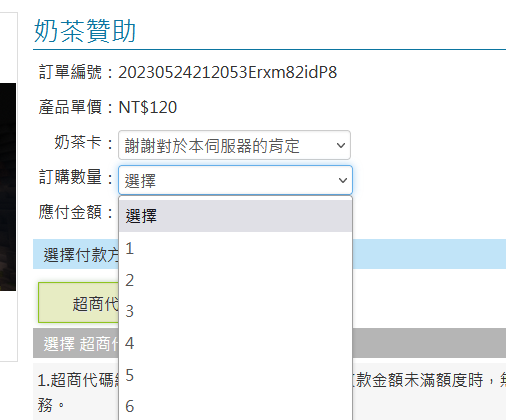 奶茶贊助
訂單編號：20230524212053Erxm82idP8
產品單價：NT$120
奶茶卡：謝謝對於本伺服器的肯定
訂購數量：選擇
應付金額：
選擇
1
2
3
4
5
6
選擇付款方
超商代
選擇 超商
1.超商代碼
款金額未滿額度時，
務。